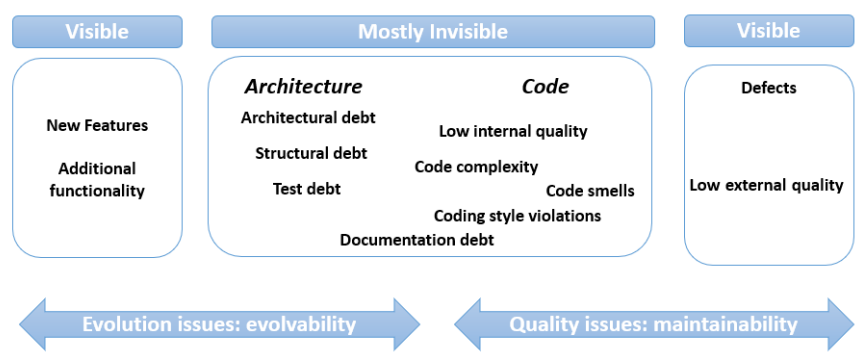 Visible
Mostly Invisible
Visible
New Features
Additional
functionality
Architecture
Architectural debt
Structural debt
Test debt
Code
Low internal quality
Code complexity
Code smells
Coding style violations
Documentation debt
Defects
Low external quality
Evolution issues: evolvability
Quality issues: maintainability